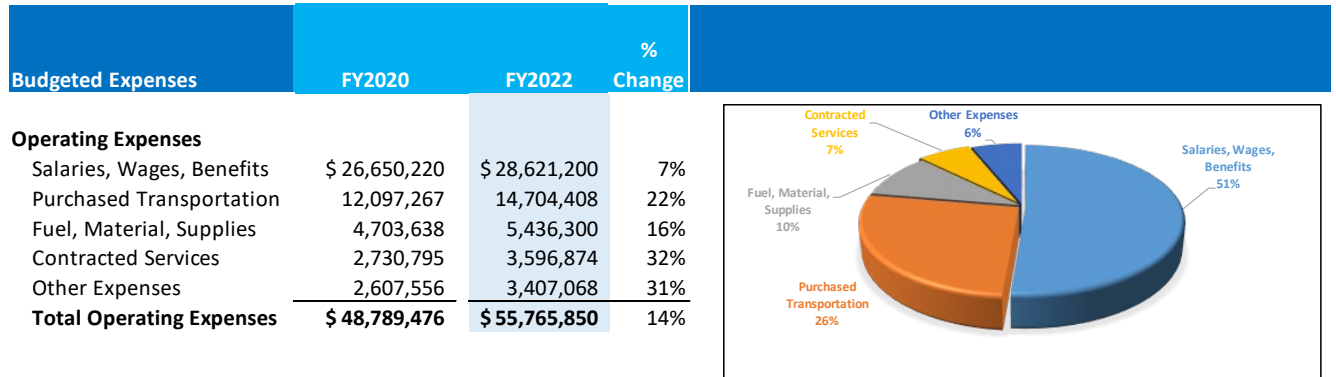 %
Budgeted Expenses FY2020 FY2022 Change
Operating Expenses
Salaries, Wages, Benefits $ 26,650,220 $ 28,621,200 7%
Purchased Transportation 12,097,267 14,704,408 22%
Fuel, Material, Supplies 4,703,638 5,436,300 16%
Contracted Services 2,730,795 3,596,874 32%
Other Expenses 2,607,556 3,407,068 31%
Total Operating Expenses $ 48,789,476 $ 55,765,850 14%
Contracted
Services
7%
Other Expenses
6%
Salaries, Wages,
Benefits
51%
Fuel, Material,
Supplies
10%
Purchased
Transportation
26%